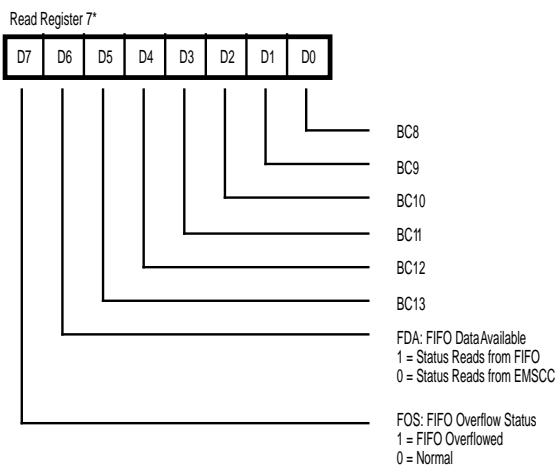 Read Register 7*
D7 D6 D5 D4 D3 D2 D1 D0
BC8
BC9
BC10
BC11
BC12
BC13
FDA: FIFO Data Available
1 = Status Reads from FIFO
0 = Status Reads from EMSCC
FOS: FIFO Overflow Status
1 = FIFO Overflowed
0 = Normal